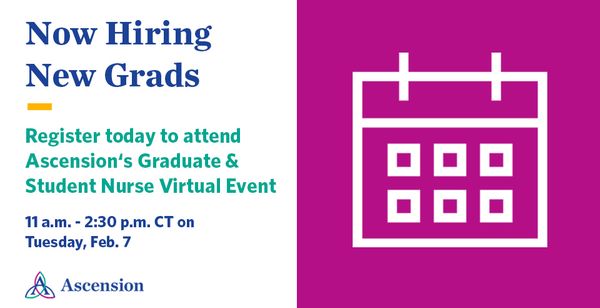 Now Hiring
New Grads
Register today to attend
Ascension‘s Graduate &
Student Nurse Virtual Event
11 a.m. - 2:30 p.m. CT on
Tuesday, Feb. 7
Ascension